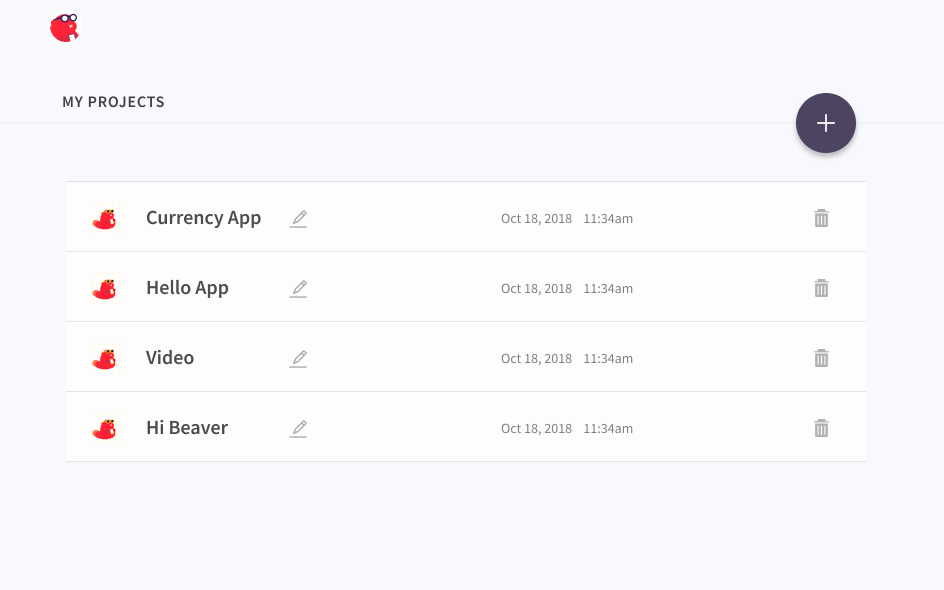 MY PROJECTS
Currency App Oct 18, 2018 11:34am
Hello App Oct 18, 2018 11:34am
Video Oct 18, 2018 11:34am
Hi Beaver Oct 18, 2018 11:34am